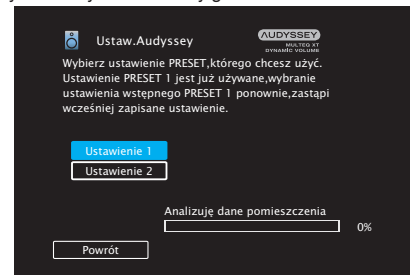 Ustaw.Audyssey
AUDYSSEY
MULTEQ XT
DYNAMIC VOLUME
Wybierz ustawienie PRESET,którego chcesz użyć.
Ustawienie PRESET 1 jest już używane,wybranie
ustawienia wstępnego PRESET 1 ponownie,zastąpi
wcześniej zapisane ustawienie.
Ustawienie 1
Ustawienie 2
Analizuję dane pomieszczenia
0%
Powrót